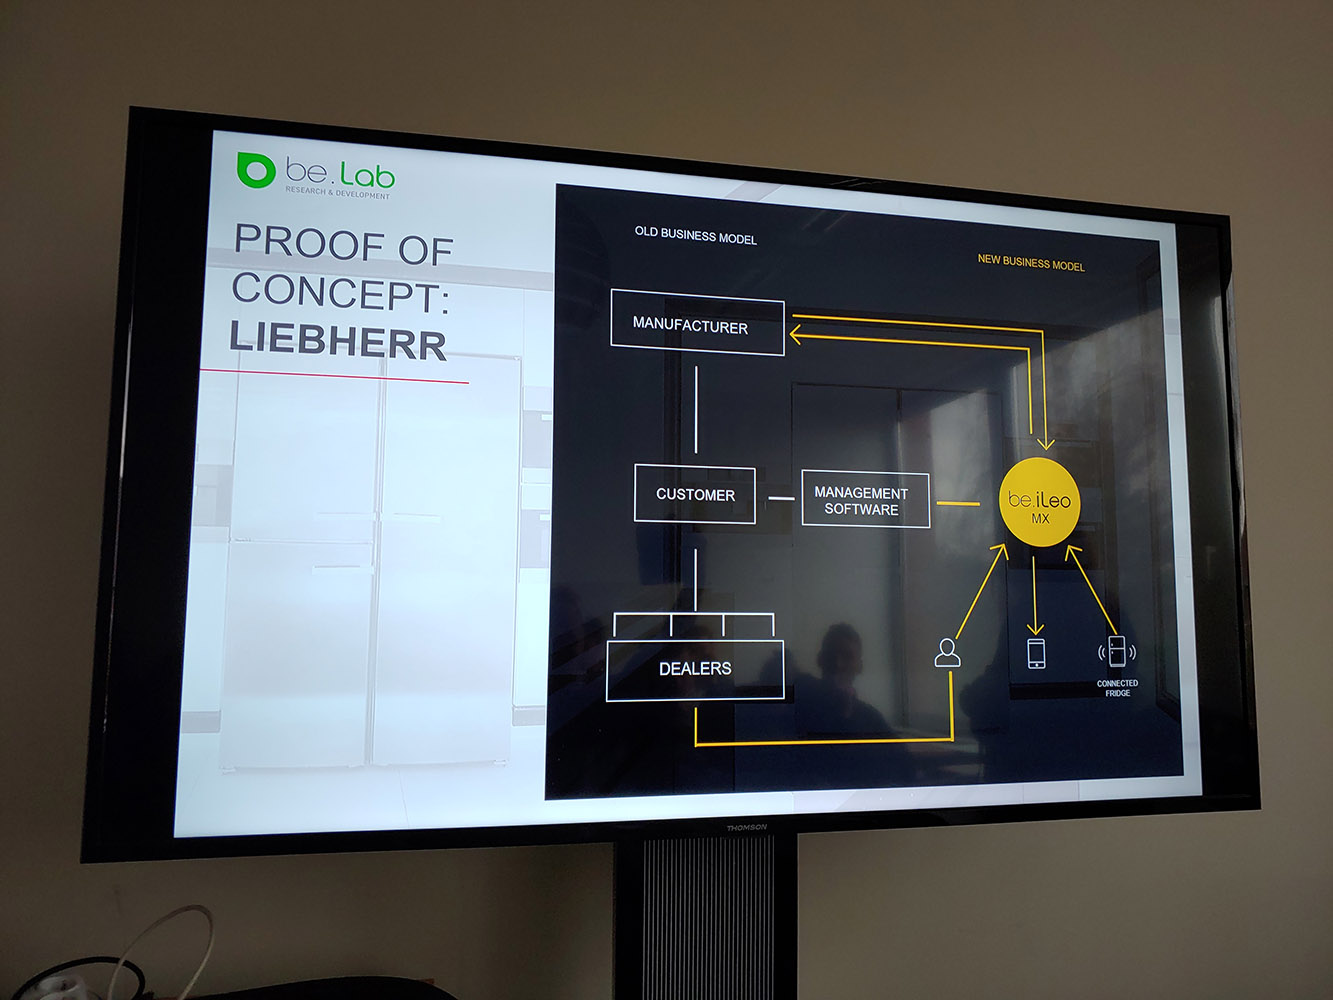 be.Lab
RESEARCH & DEVELOPMENT
PROOF OF
CONCEPT:
LIEBHERR
OLD BUSINESS MODEL
NEW BUSINESS MODEL
MANUFACTURER
CUSTOMER
MANAGEMENT
SOFTWARE
be.iLeo
MX
DEALERS
CONNECTED
FRIDGE
THOMSON